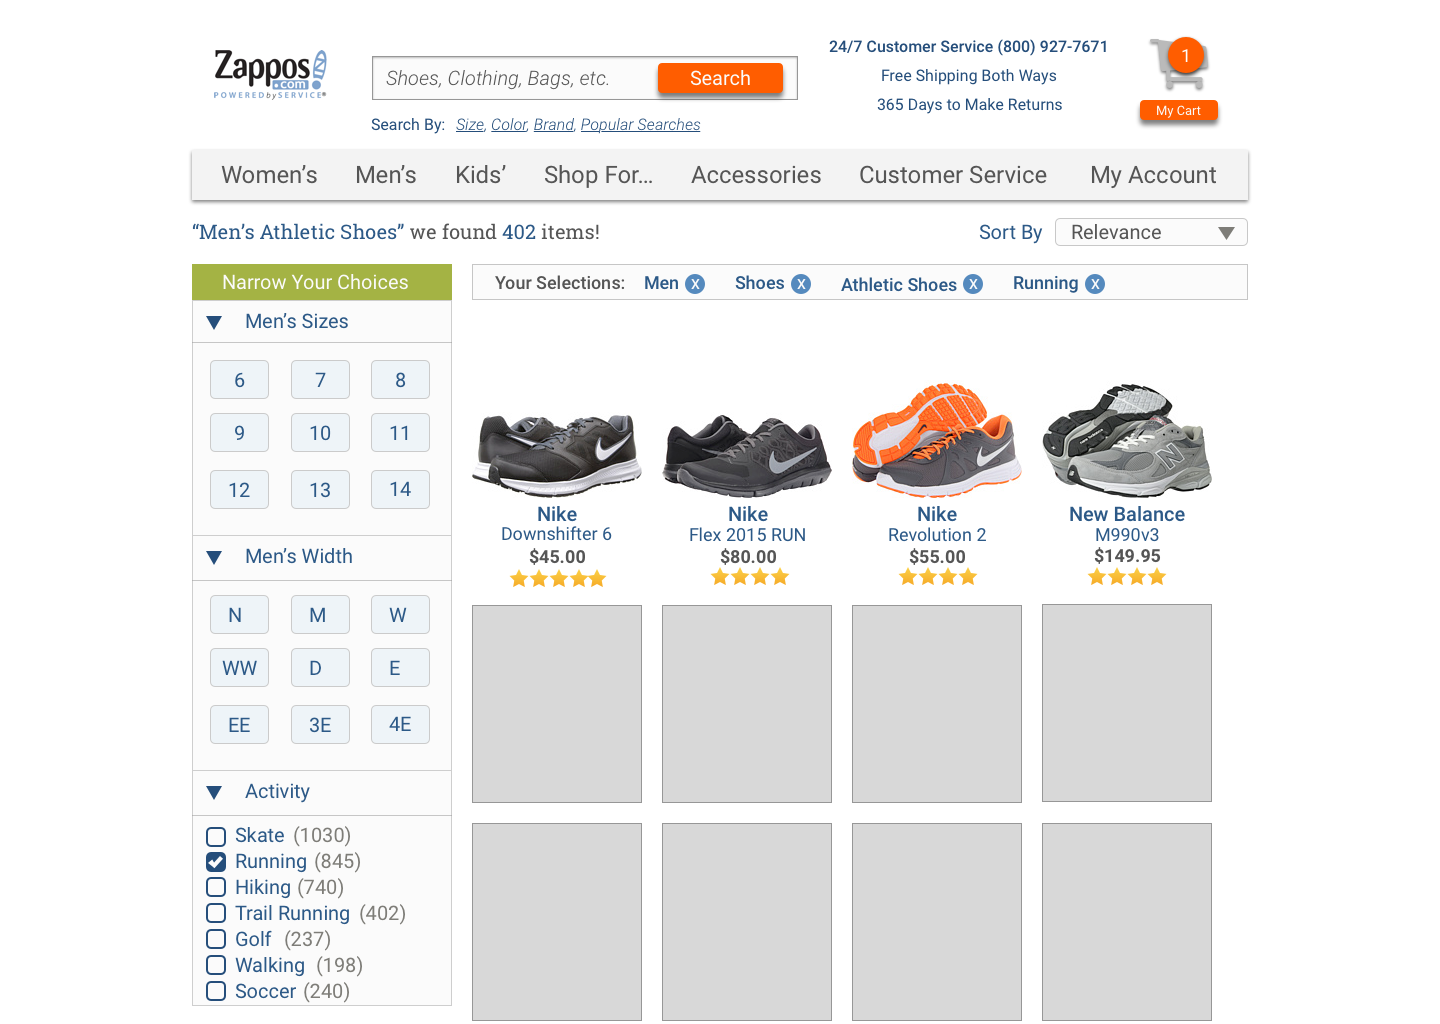 Zappos
.com
POWERED by SERVICE®
Shoes, Clothing, Bags, etc.
Search
Search By: Size, Color, Brand, Popular Searches
24/7 Customer Service (800) 927-7671
Free Shipping Both Ways
365 Days to Make Returns
1
My Cart
Women’s Men’s Kids’ Shop For... Accessories Customer Service My Account
“Men’s Athletic Shoes” we found 402 items!
Sort By Relevance
Narrow Your Choices
Men’s Sizes
6 7 8
9 10 11
12 13 14
Men’s Width
N M W
WW D E
EE 3E 4E
Activity
Skate (1030)
Running (845)
Hiking (740)
Trail Running (402)
Golf (237)
Walking (198)
Soccer (240)
Your Selections: Men X Shoes X Athletic Shoes X Running X
Nike
Downshifter 6
$45.00
Nike
Flex 2015 RUN
$80.00
Nike
Revolution 2
$55.00
N
New Balance
M990v3
$149.95